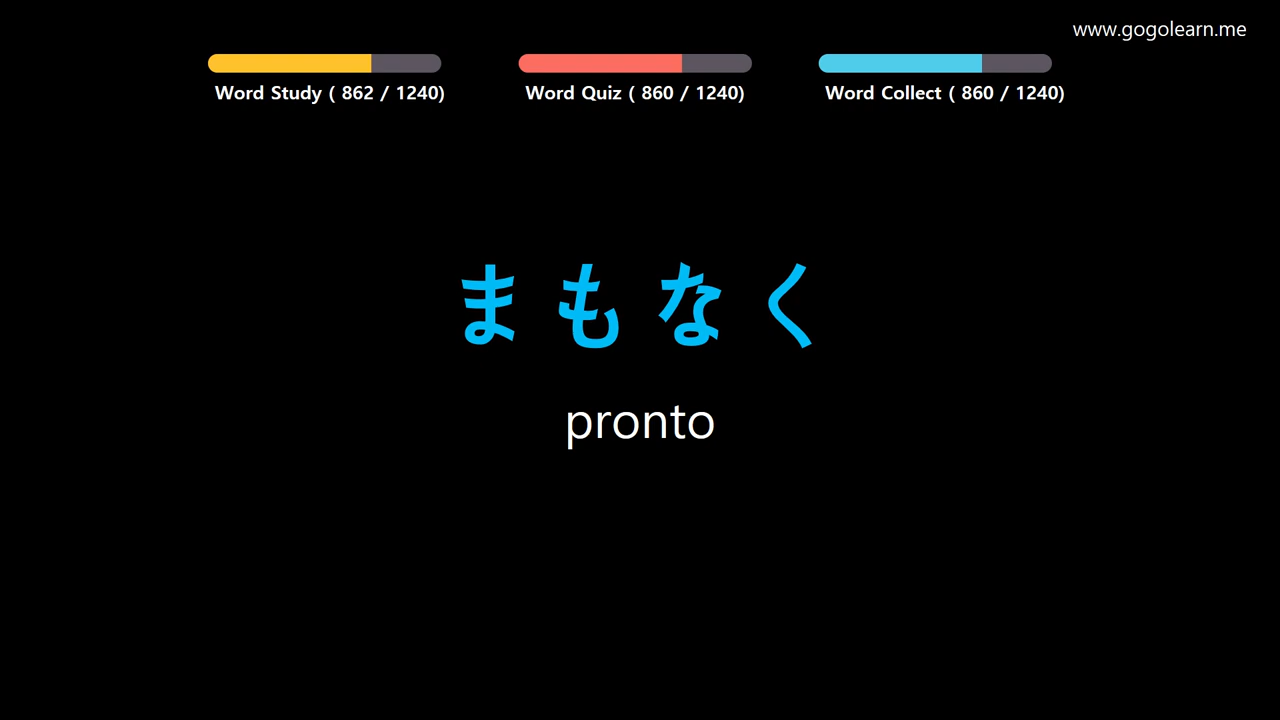 www.gogolearn.me
Word Study ( 862 / 1240)
Word Quiz ( 860 / 1240)
Word Collect ( 860 / 1240)
まもなく
pronto